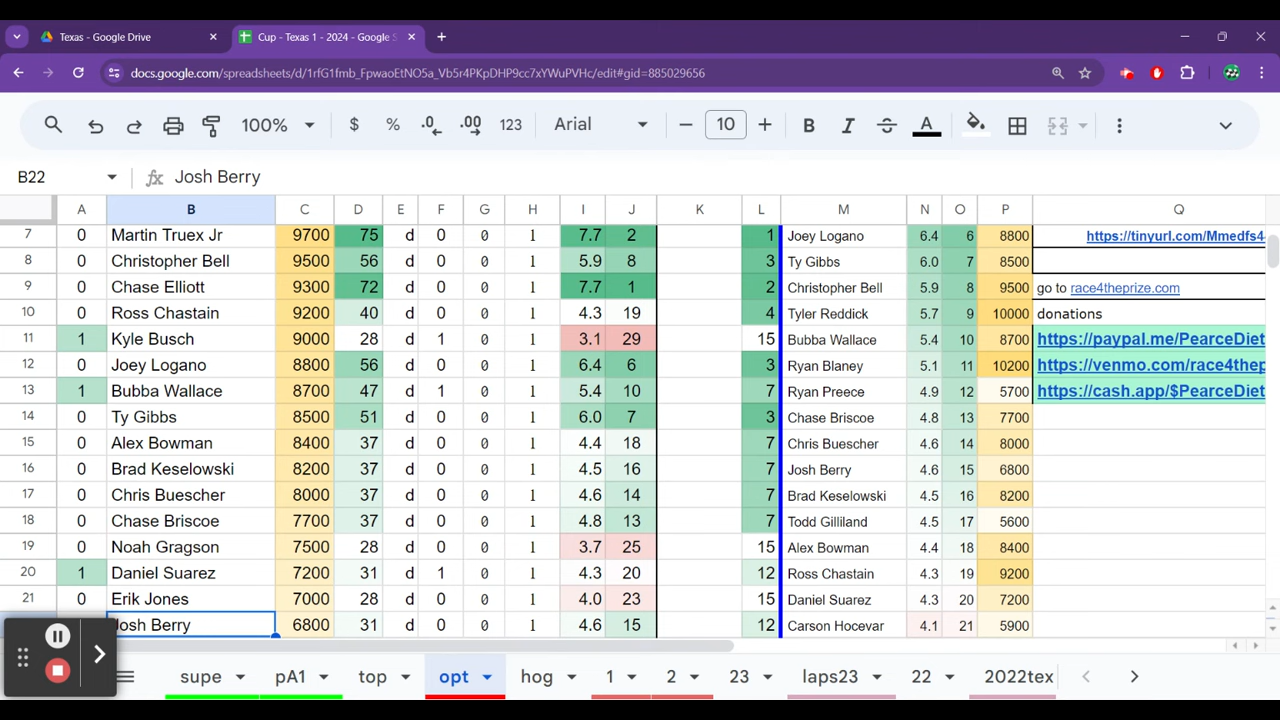 Texas - Google Drive × Cup - Texas 1 - 2024 - Google S × +
docs.google.com/spreadsheets/d/1rfG1fmb_FpwaoEtNO5a_Vb5r4PKpDHP9cc7xYWuPVHc/edit#gid=885029656
100% $ % .0 .00 123 Arial 10 B I A
B22 fx Josh Berry
A B C D E F G H I J K L M N O P Q
7 0 Martin Truex Jr 9700 75 d 0 0 1 7.7 2 1 Joey Logano 6.4 6 8800 https://tinyurl.com/Mmedfs4
8 0 Christopher Bell 9500 56 d 0 0 1 5.9 8 3 Ty Gibbs 6.0 7 8500
9 0 Chase Elliott 9300 72 d 0 0 1 7.7 1 2 Christopher Bell 5.9 8 9500 go to race4theprize.com
10 0 Ross Chastain 9200 40 d 0 0 1 4.3 19 4 Tyler Reddick 5.7 9 10000 donations
11 1 Kyle Busch 9000 28 d 1 0 1 3.1 29 15 Bubba Wallace 5.4 10 8700 https://paypal.me/PearceDiet
12 0 Joey Logano 8800 56 d 0 0 1 6.4 6 3 Ryan Blaney 5.1 11 10200 https://venmo.com/race4thep
13 1 Bubba Wallace 8700 47 d 1 0 1 5.4 10 7 Ryan Preece 4.9 12 5700 https://cash.app/$PearceDiet
14 0 Ty Gibbs 8500 51 d 0 0 1 6.0 7 3 Chase Briscoe 4.8 13 7700
15 0 Alex Bowman 8400 37 d 0 0 1 4.4 18 7 Chris Buescher 4.6 14 8000
16 0 Brad Keselowski 8200 37 d 0 0 1 4.5 16 7 Josh Berry 4.6 15 6800
17 0 Chris Buescher 8000 37 d 0 0 1 4.6 14 7 Brad Keselowski 4.5 16 8200
18 0 Chase Briscoe 7700 37 d 0 0 1 4.8 13 7 Todd Gilliland 4.5 17 5600
19 0 Noah Gragson 7500 28 d 0 0 1 3.7 25 15 Alex Bowman 4.4 18 8400
20 1 Daniel Suarez 7200 31 d 1 0 1 4.3 20 12 Ross Chastain 4.3 19 9200
21 0 Erik Jones 7000 28 d 0 0 1 4.0 23 15 Daniel Suarez 4.3 20 7200
Josh Berry 6800 31 d 0 0 1 4.6 15 12 Carson Hocevar 4.1 21 5900
supe pA1 top opt hog 1 2 23 laps23 22 2022tex